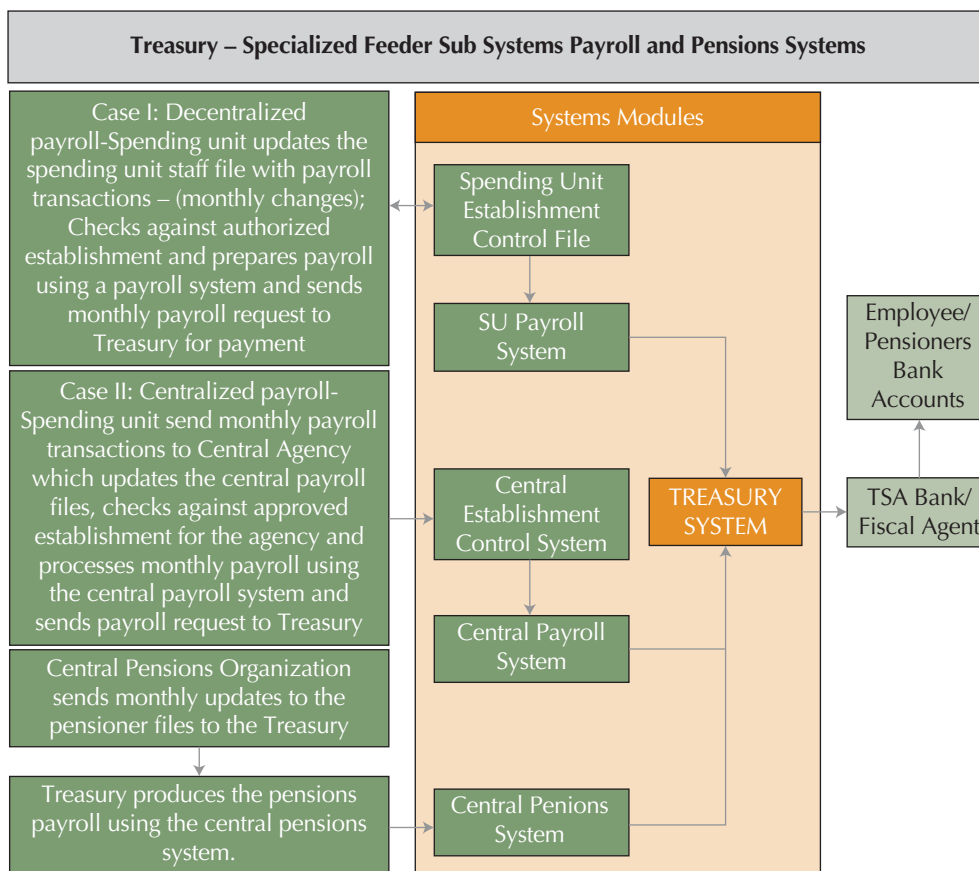 Treasury – Specialized Feeder Sub Systems Payroll and Pensions Systems
Case I: Decentralized
payroll-Spending unit updates the
spending unit staff file with payroll
transactions – (monthly changes);
Checks against authorized
establishment and prepares payroll
using a payroll system and sends
monthly payroll request to
Treasury for payment
Case II: Centralized payroll-
Spending unit send monthly payroll
transactions to Central Agency
which updates the central payroll
files, checks against approved
establishment for the agency and
processes monthly payroll using
the central payroll system and
sends payroll request to Treasury
Central Pensions Organization
sends monthly updates to the
pensioner files to the Treasury
Treasury produces the pensions
payroll using the central pensions
system.
Systems Modules
Spending Unit
Establishment
Control File
SU Payroll
System
Central
Establishment
Control System
Central Payroll
System
Central Penions
System
TREASURY
SYSTEM
Employee/
Pensioners
Bank
Accounts
TSA Bank/
Fiscal Agent